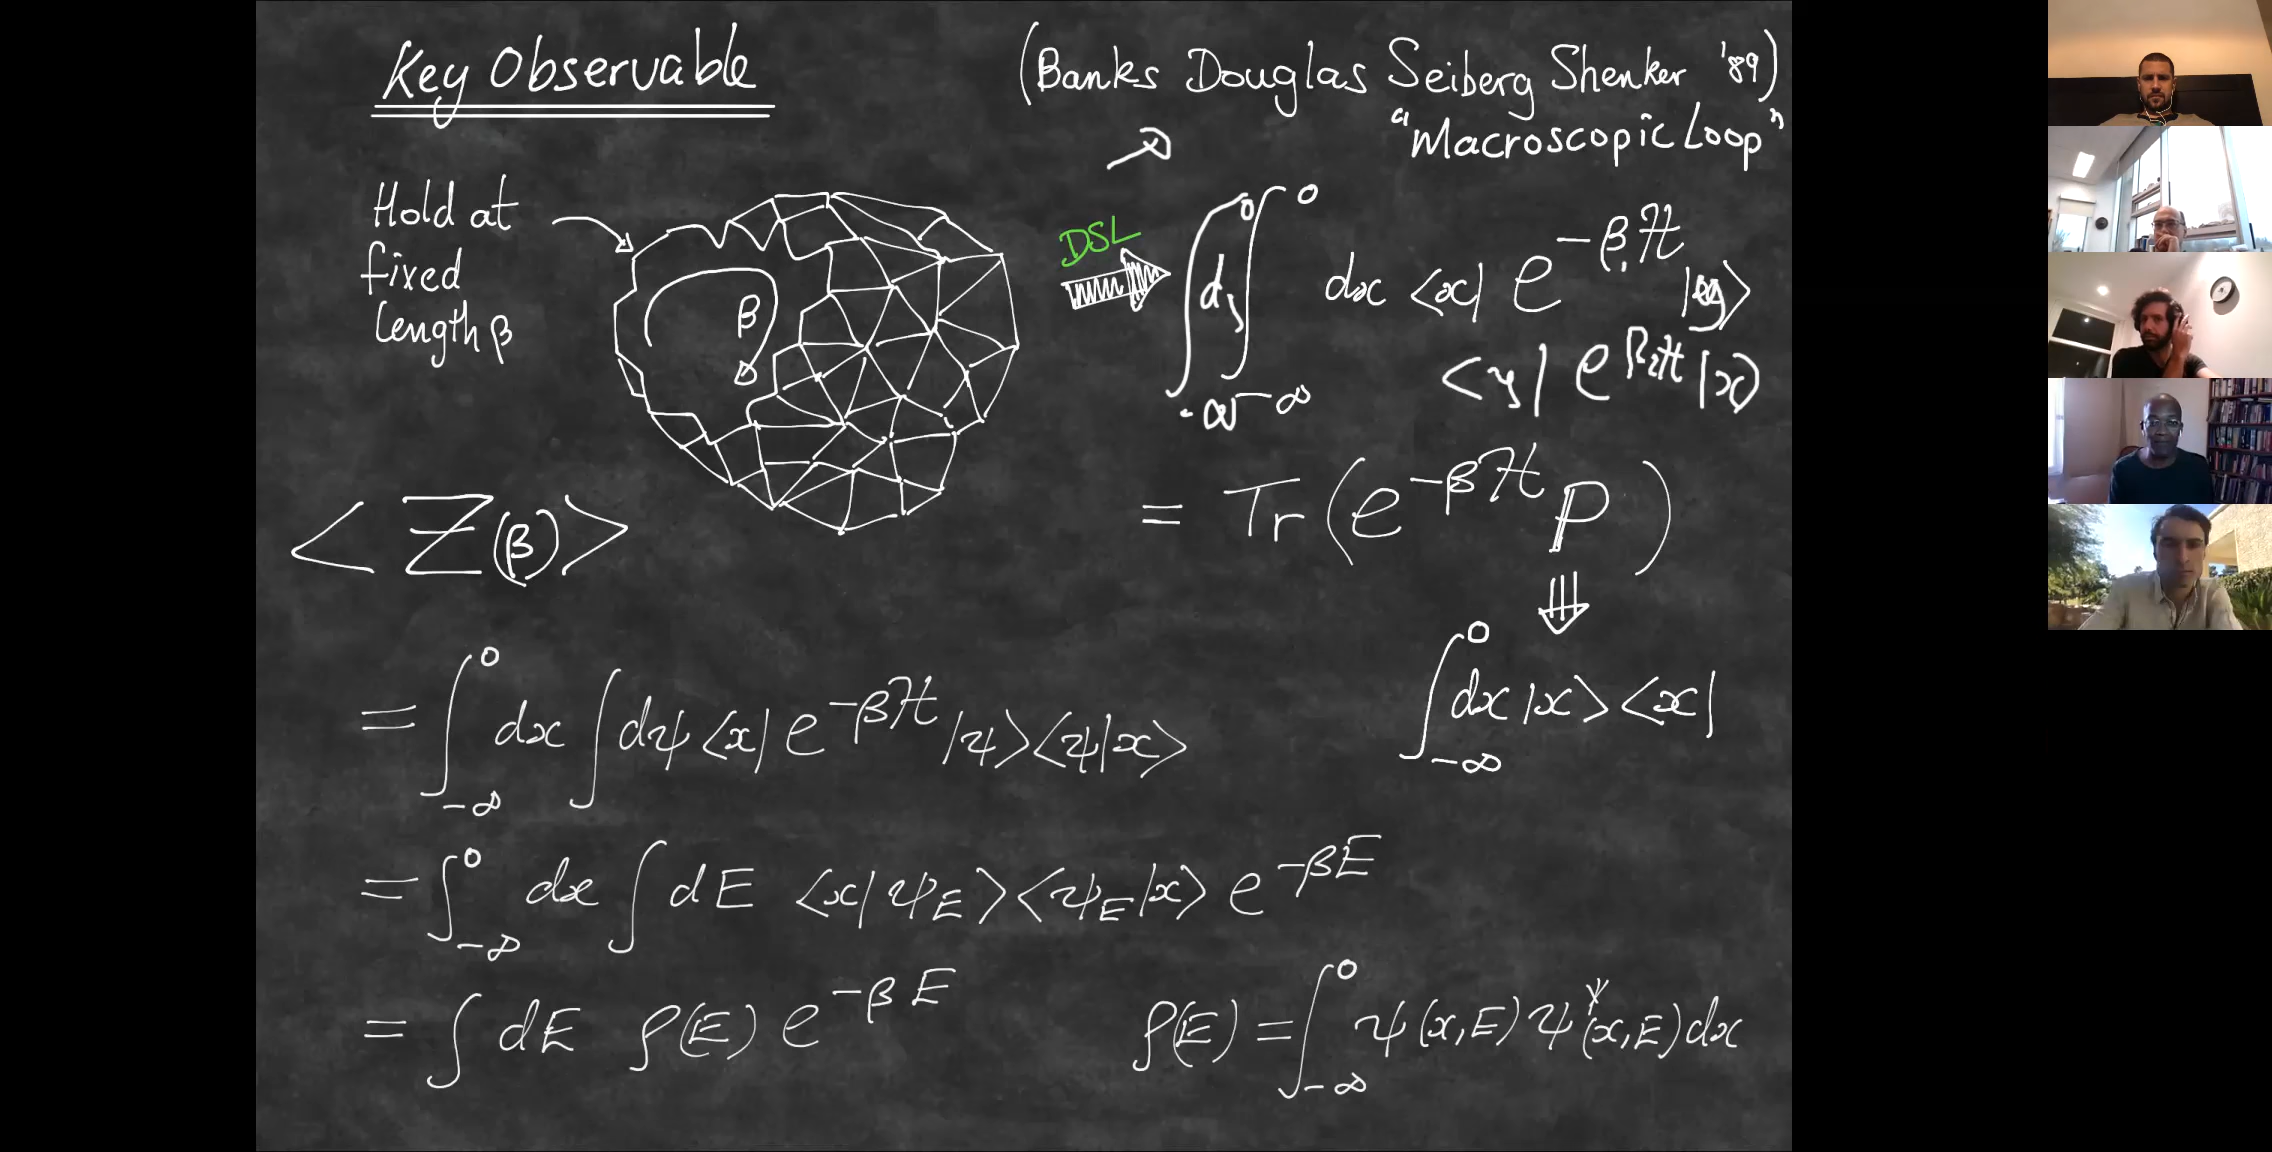 Key Observable
(Banks Douglas Seiberg Shenker '89)
"Macroscopic Loop"
Hold at
fixed
length β
β
DSL
∫_{-∞}^{0} dy ∫_{-∞}^{0} dx <x| e^{-β₁ℋ} |y>
<y| e^{β₂ℋ} |x>
= Tr(e^{-βℋ} P)
∫_{-∞}^{0} dx |x><x|
<Z(β)>
= ∫_{-∞}^{0} dx ∫ dψ <x| e^{-βℋ} |ψ><ψ|x>
= ∫_{-∞}^{0} dx ∫ dE <x|ψ_E><ψ_E|x> e^{-βE}
= ∫ dE ρ(E) e^{-βE}
ρ(E) = ∫_{-∞}^{0} ψ(x,E) ψ*(x,E) dx